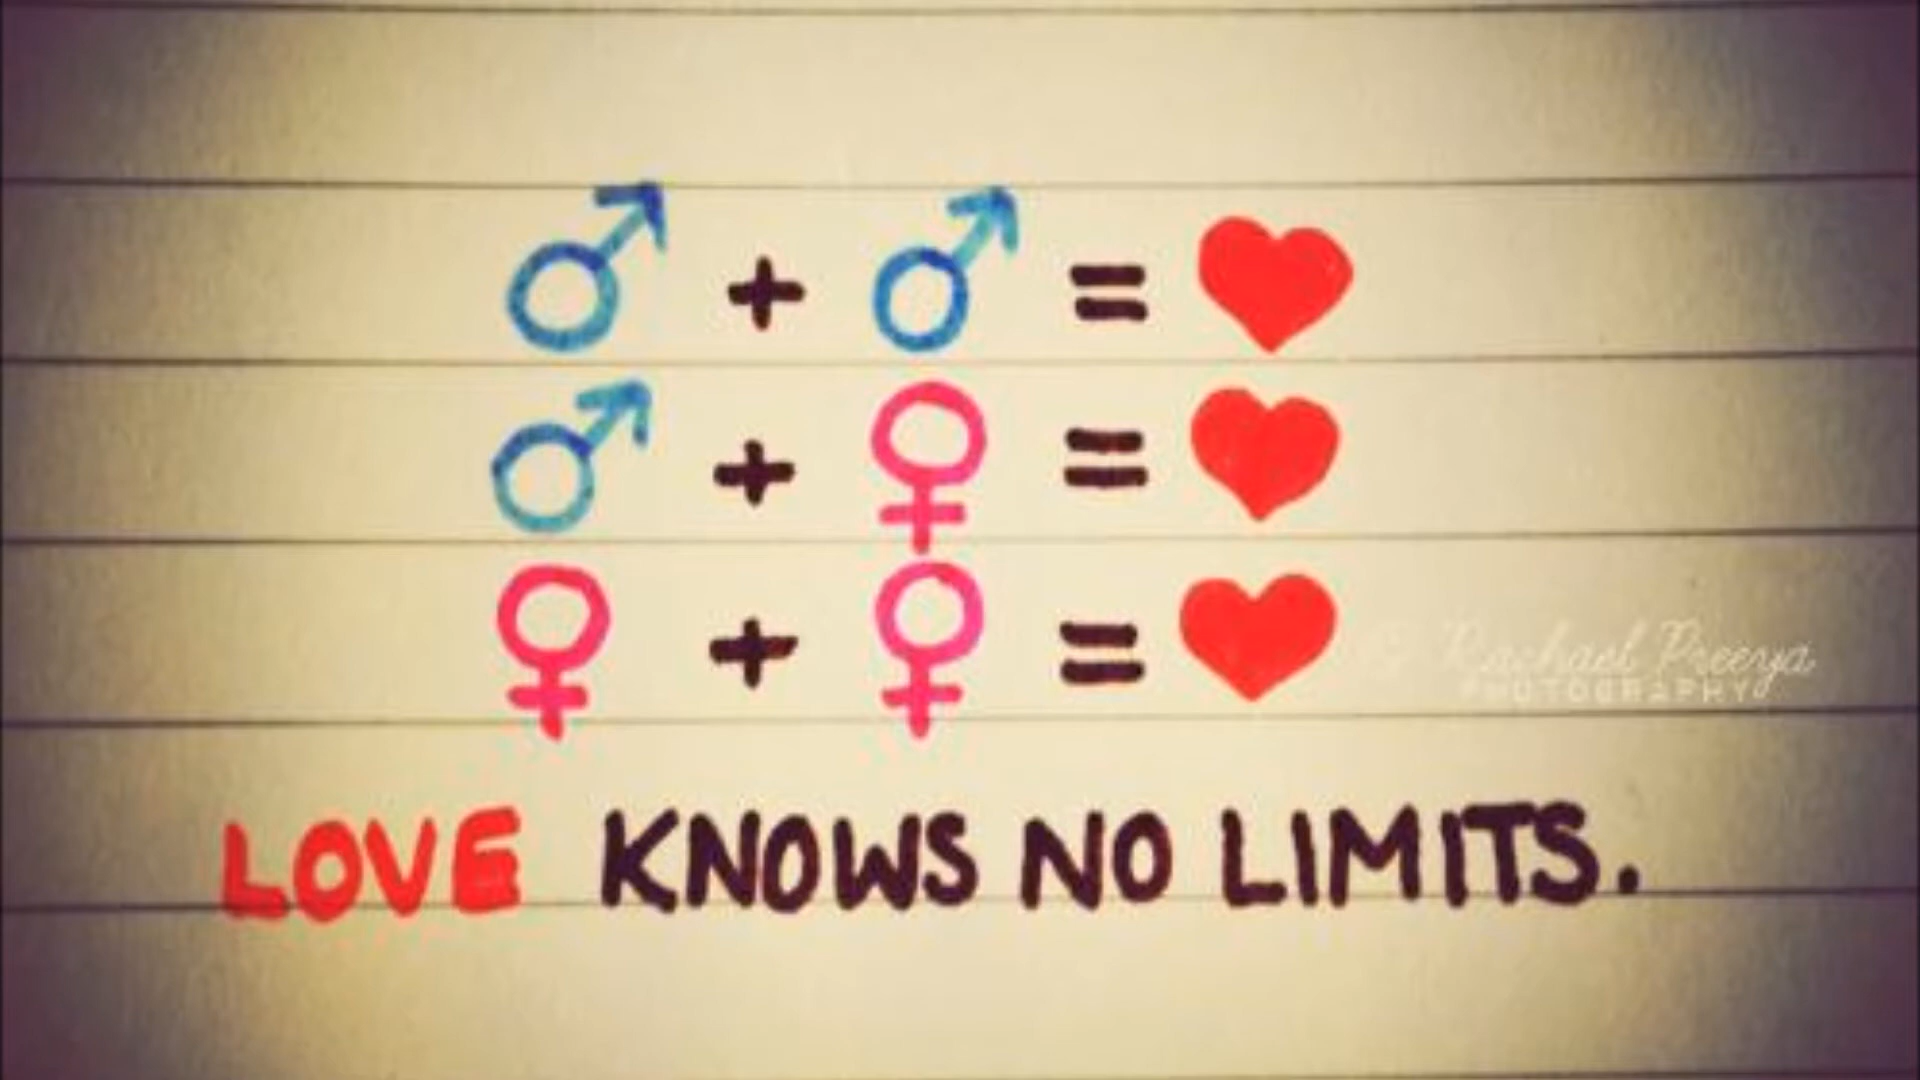 ♂ + ♂ = ♥
♂ + ♀ = ♥
♀ + ♀ = ♥
Rachael Preeya
PHOTOGRAPHY
LOVE KNOWS NO LIMITS.